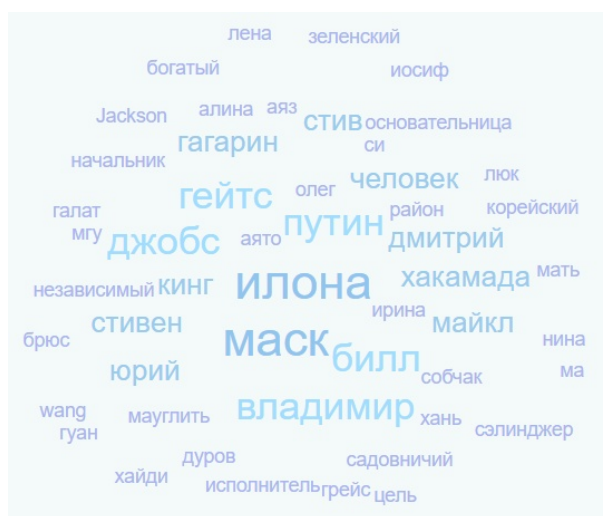 лена зеленский
богатый иосиф
Jackson алина аяз стив основательница
гагарин си
начальник человек люк
гейтс олег
галат путин район корейский
мгу джобс аято дмитрий
независимый кинг илона хакамада мать
стивен ирина майкл
брюс маск билл нина
юрий собчак ма
wang мауглить владимир хань
гуан сэлинджер
дуров садовничий
хайди исполнитель грейс цель